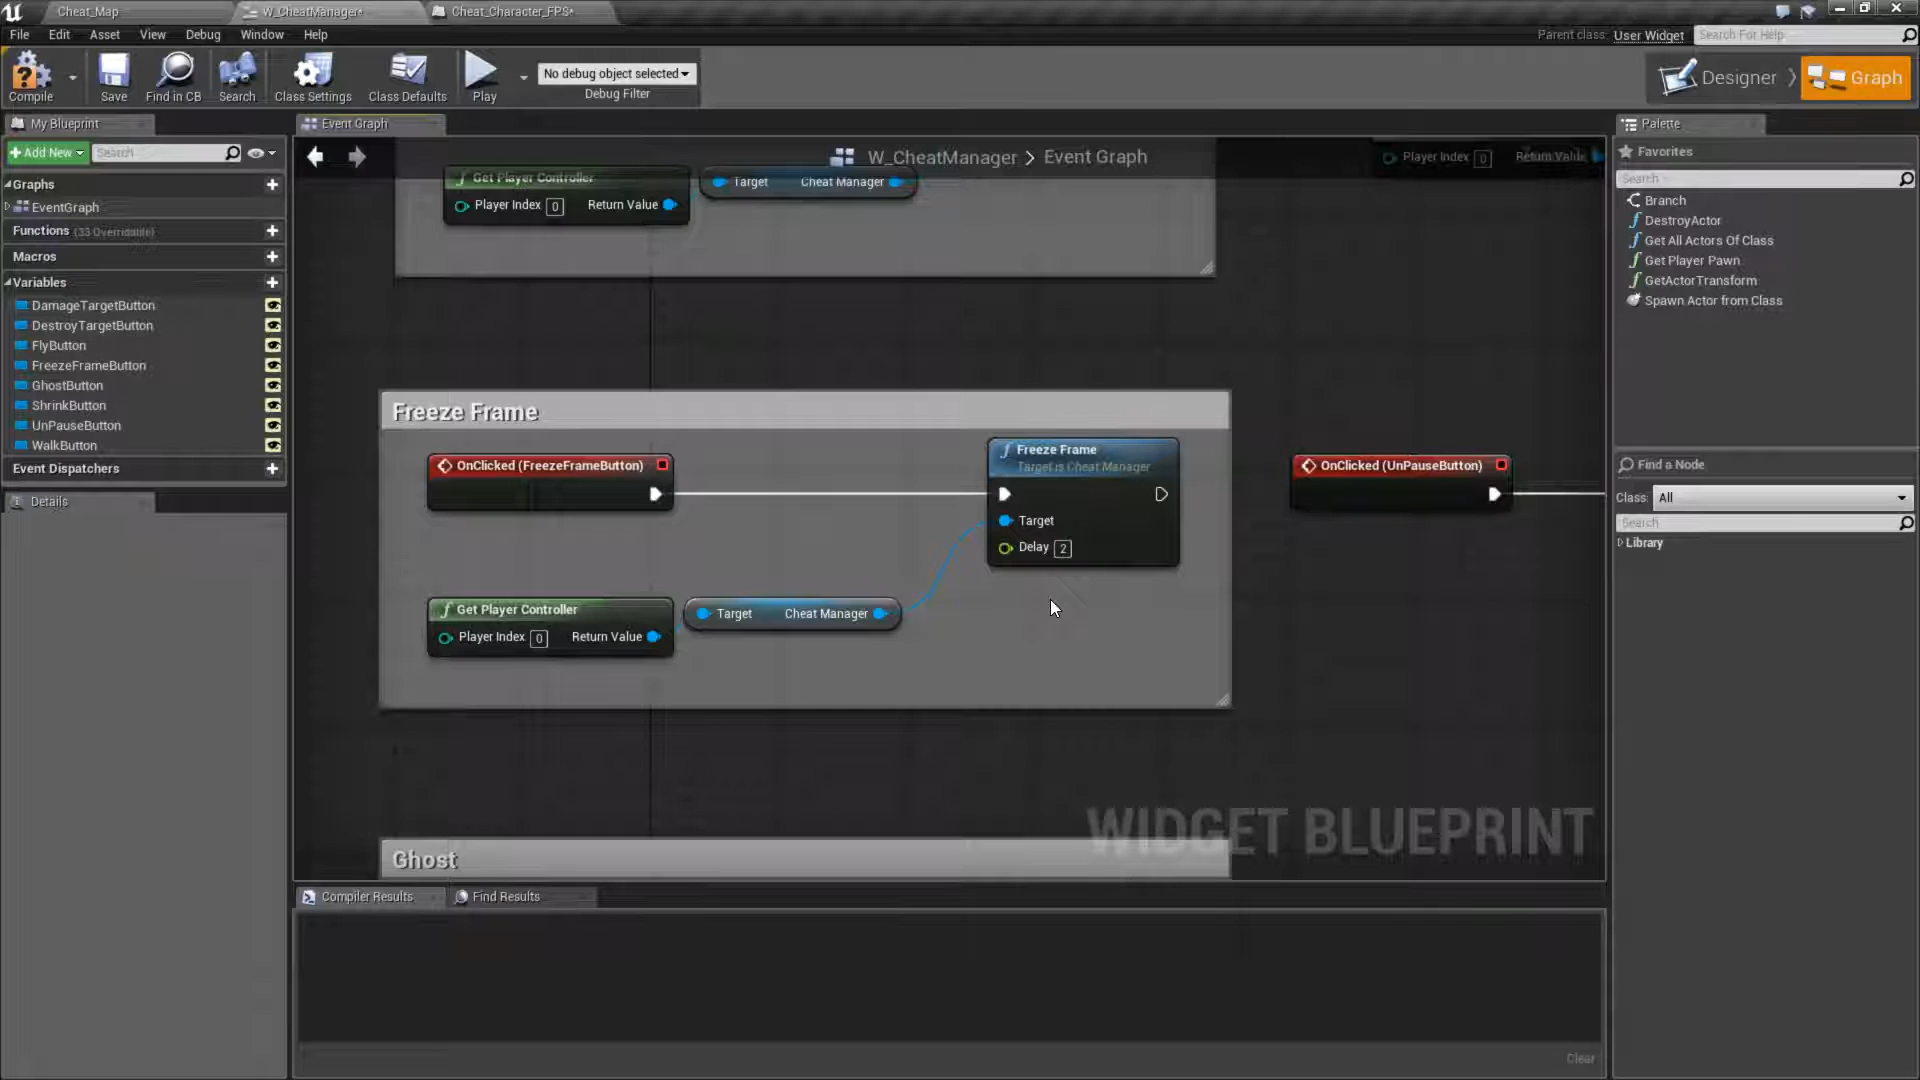 Cheat_Map
W_CheatManager*
Cheat_Character_FPS*
File
Edit
Asset
View
Debug
Window
Help
Parent class: User Widget
Search For Help
Compile
Save
Find in CB
Search
Class Settings
Class Defaults
Play
No debug object selected
Debug Filter
Designer
Graph
My Blueprint
+Add New
Search
Graphs
EventGraph
Functions (33 Overridable)
Macros
Variables
DamageTargetButton
DestroyTargetButton
FlyButton
FreezeFrameButton
GhostButton
ShrinkButton
UnPauseButton
WalkButton
Event Dispatchers
Details
Event Graph
W_CheatManager > Event Graph
Get Player Controller
Player Index 0
Return Value
Target
Cheat Manager
Player Index 0
Return Value
Freeze Frame
OnClicked (FreezeFrameButton)
Freeze Frame
Target is Cheat Manager
Target
Delay 2
Get Player Controller
Player Index 0
Return Value
Target
Cheat Manager
OnClicked (UnPauseButton)
Ghost
WIDGET BLUEPRINT
Compiler Results
Find Results
Clear
Palette
Favorites
Search
Branch
DestroyActor
Get All Actors Of Class
Get Player Pawn
GetActorTransform
Spawn Actor from Class
Find a Node
Class: All
Search
Library